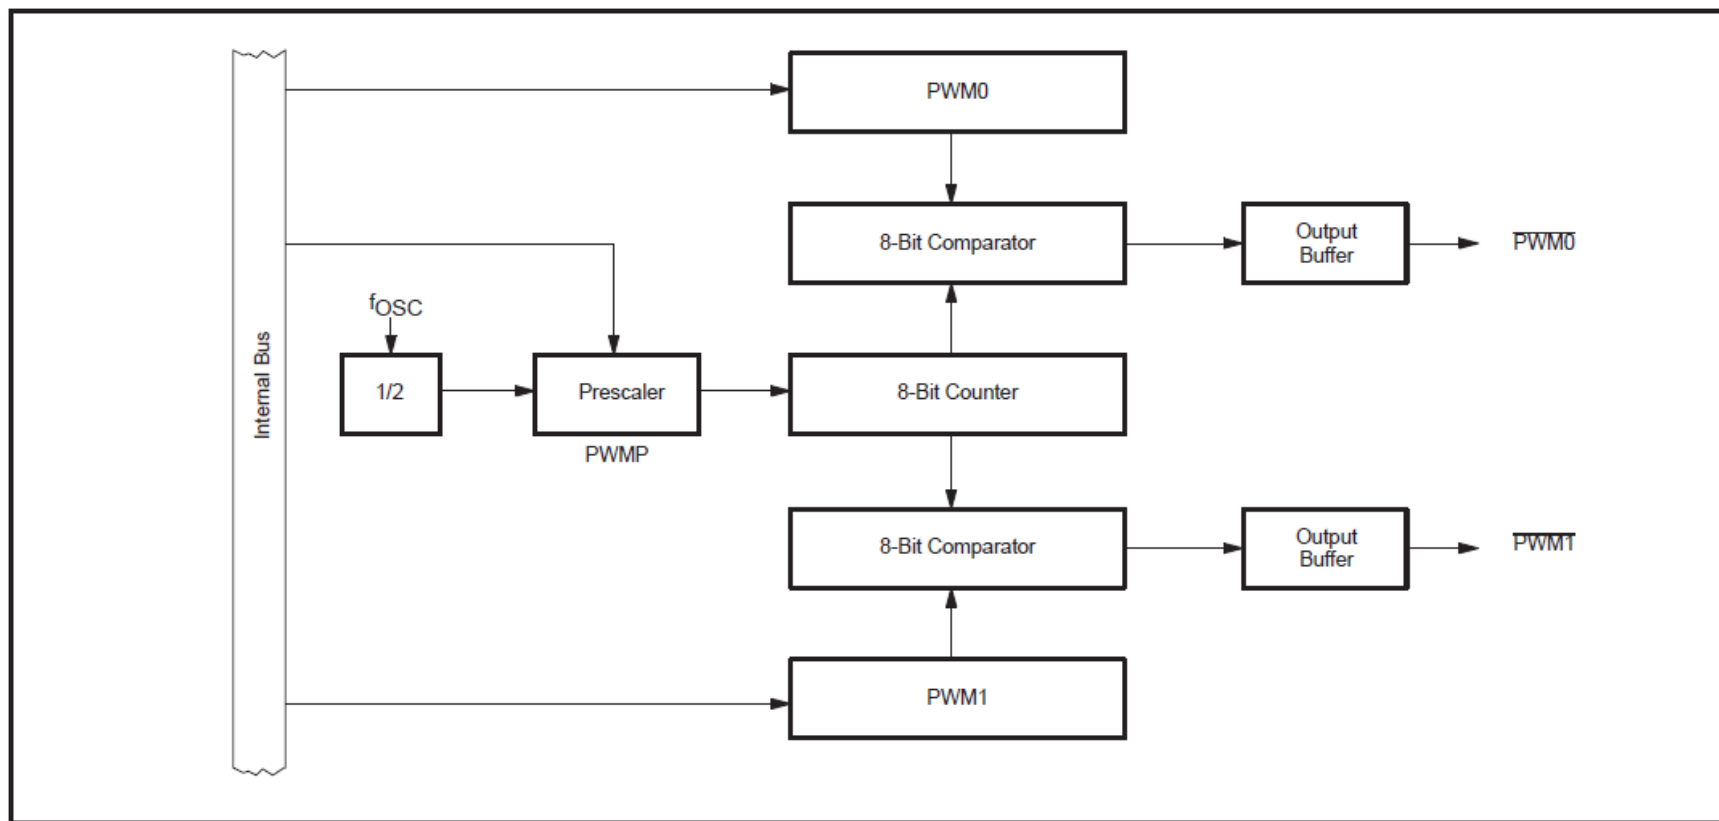 PWM0
8-Bit Comparator
Output
Buffer
PWM0
fOSC
Internal Bus
1/2
Prescaler
8-Bit Counter
PWMP
8-Bit Comparator
Output
Buffer
PWM1
PWM1